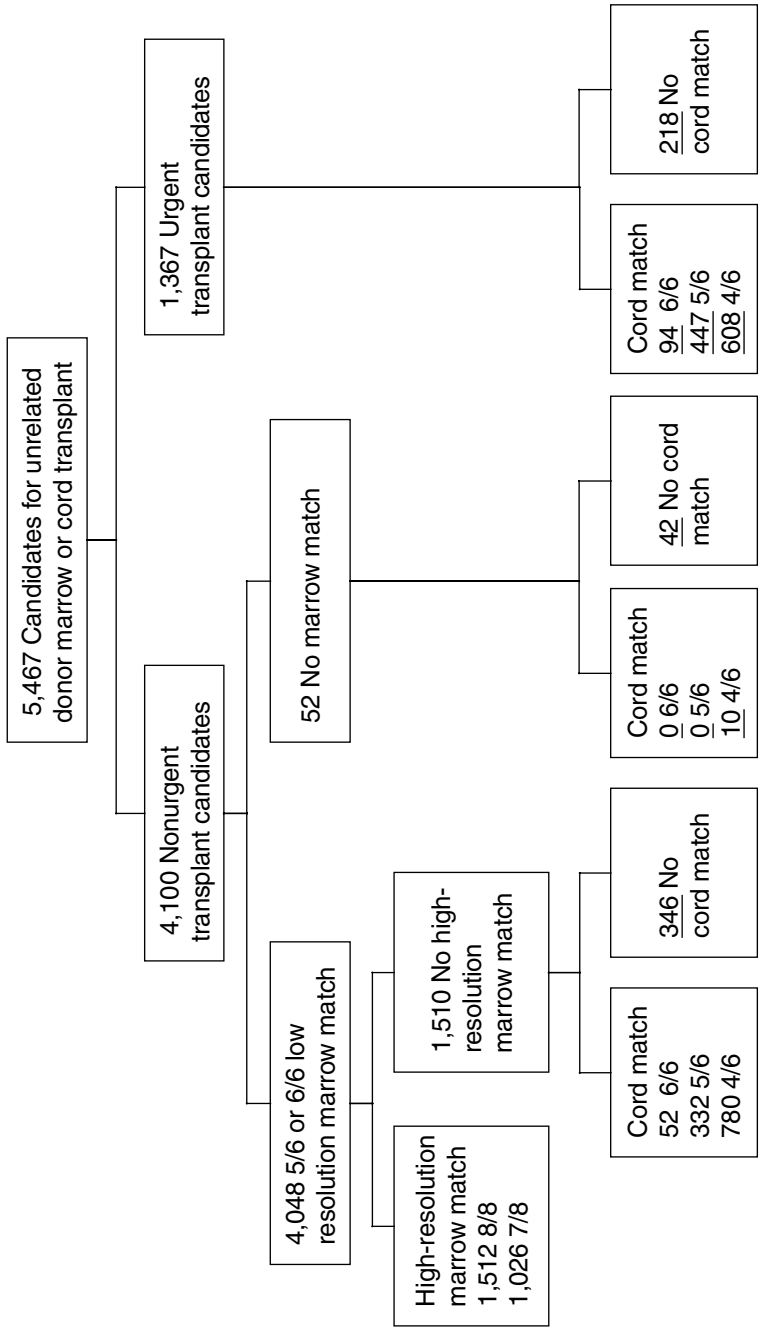 5,467 Candidates for unrelated
donor marrow or cord transplant
4,100 Nonurgent
transplant candidates
1,367 Urgent
transplant candidates
4,048 5/6 or 6/6 low
resolution marrow match
52 No marrow match
High-resolution
marrow match
1,512 8/8
1,026 7/8
1,510 No high-
resolution
marrow match
Cord match
52 6/6
332 5/6
780 4/6
346 No
cord match
Cord match
0 6/6
0 5/6
10 4/6
42 No cord
match
Cord match
94 6/6
447 5/6
608 4/6
218 No
cord match